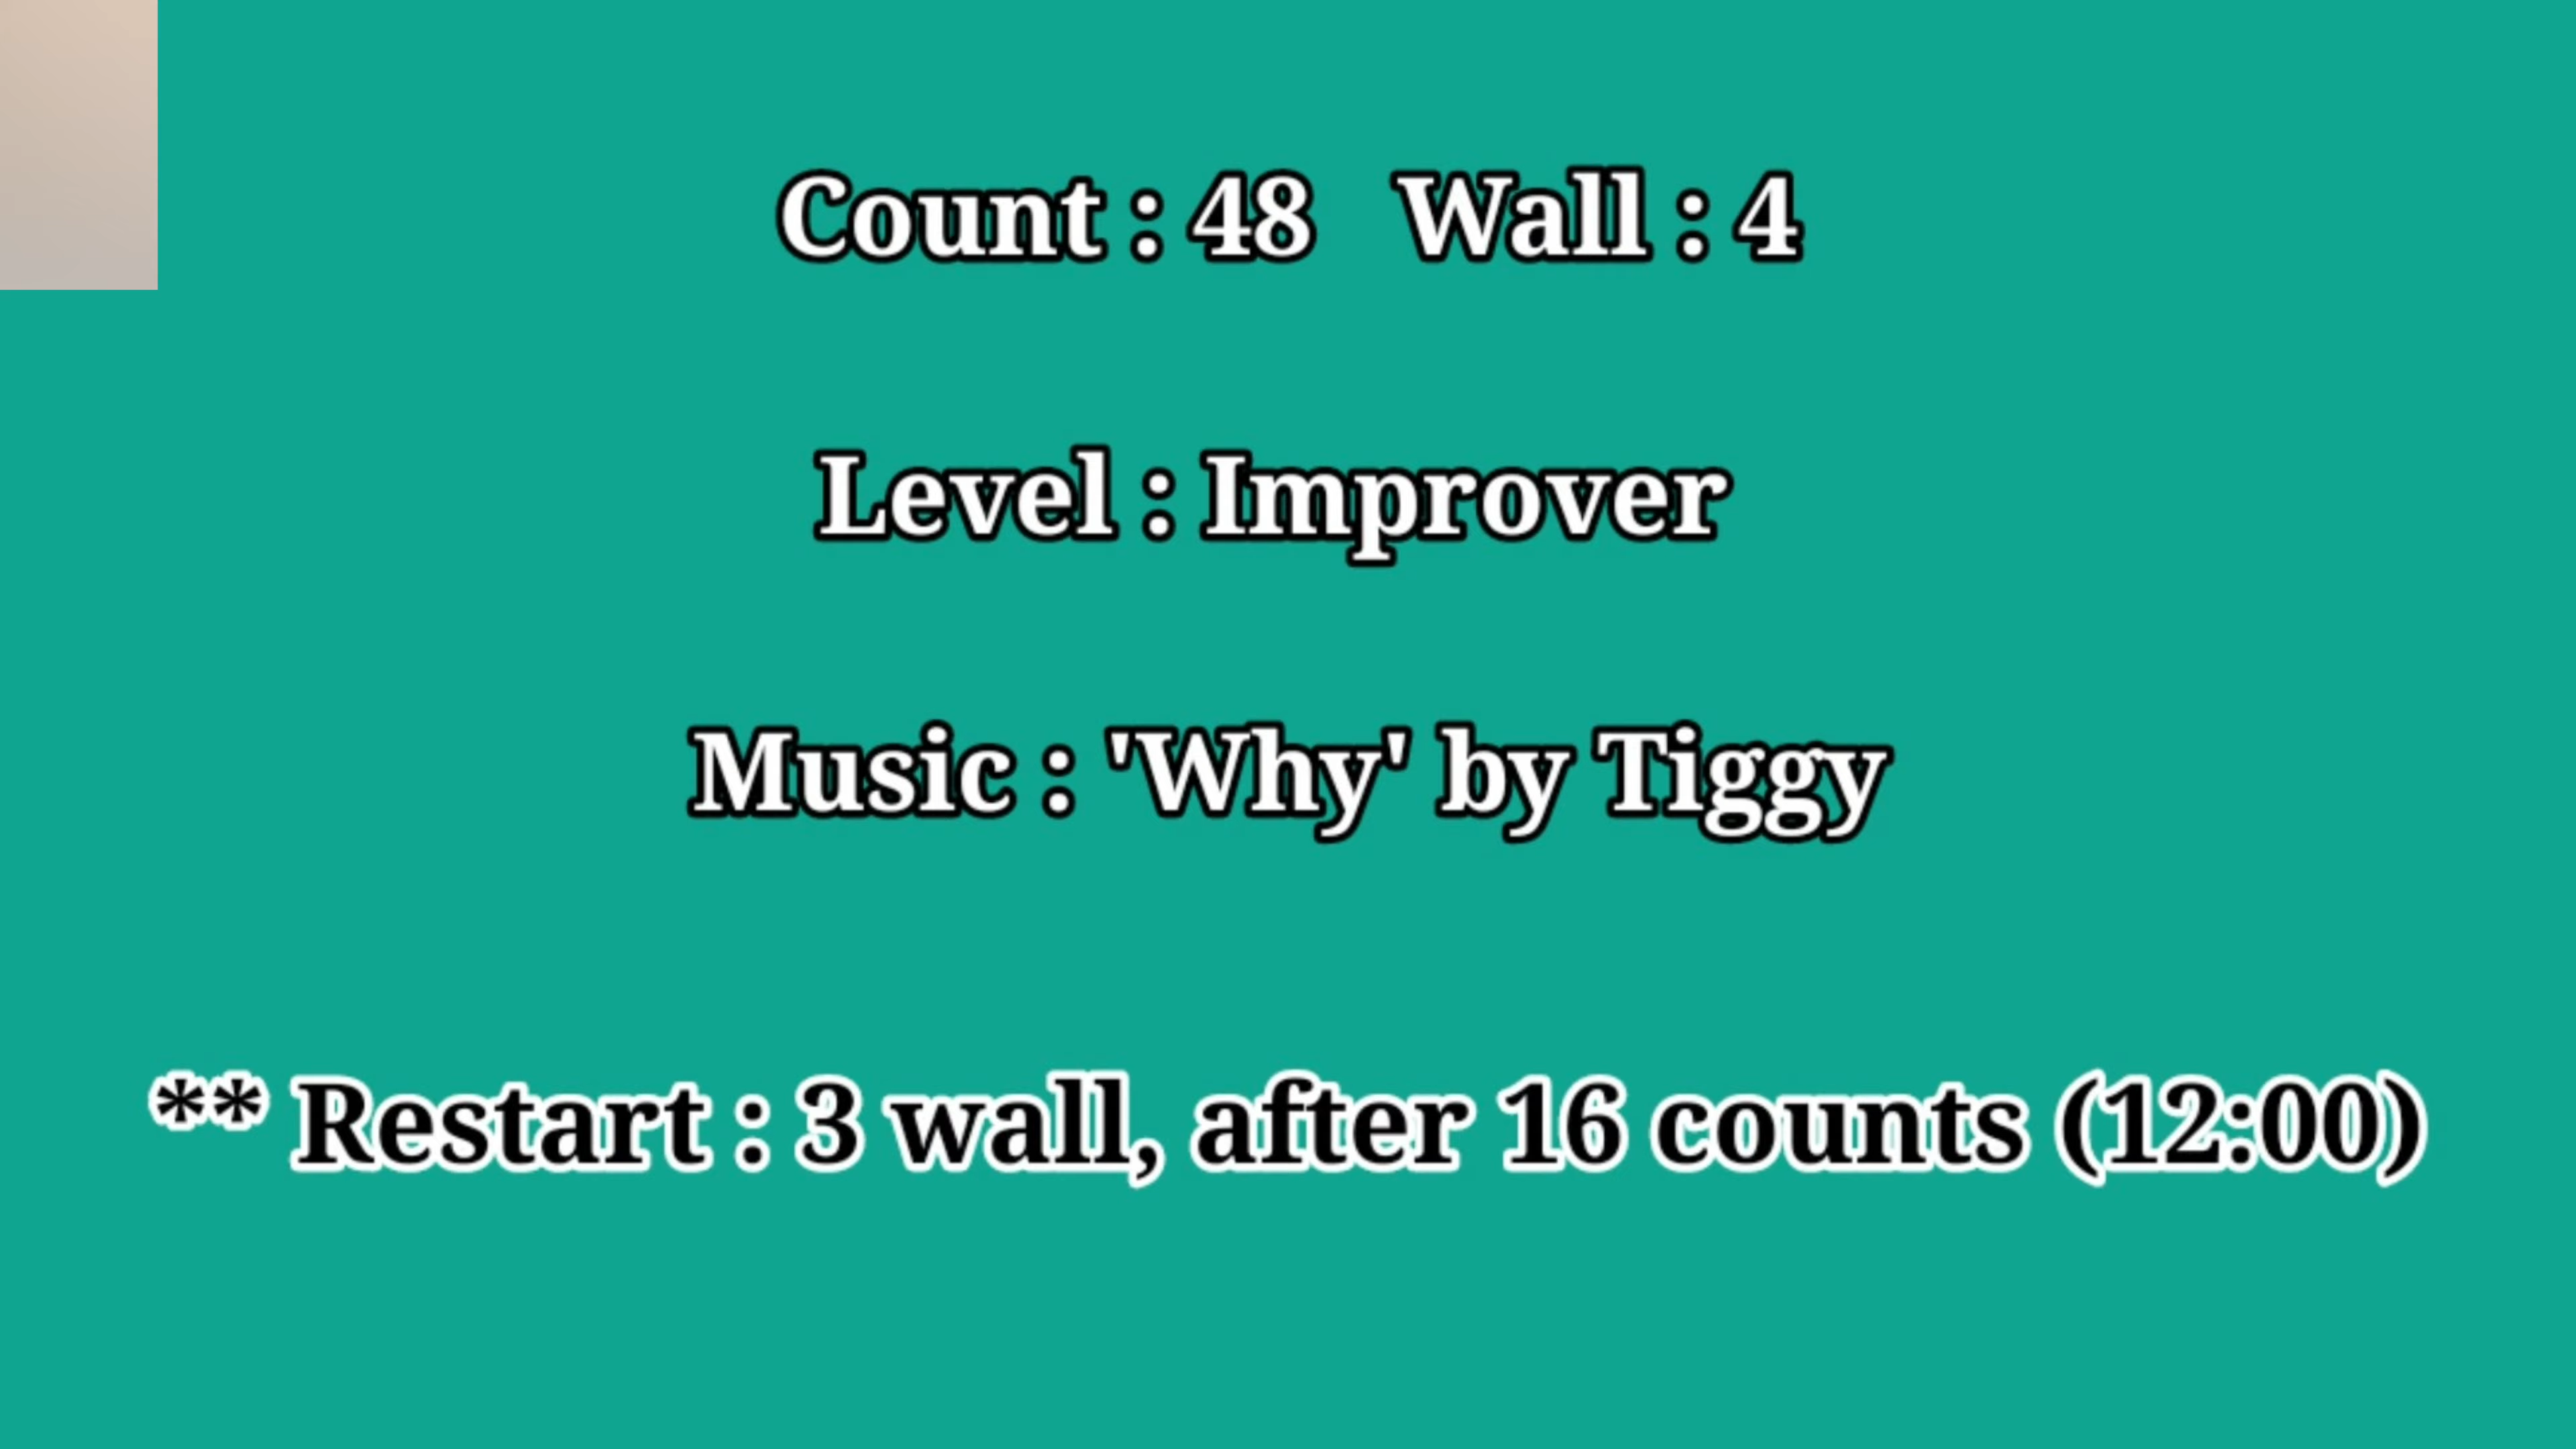 Count : 48 Wall : 4
Level : Improver
Music : 'Why' by Tiggy
** Restart : 3 wall, after 16 counts (12:00)